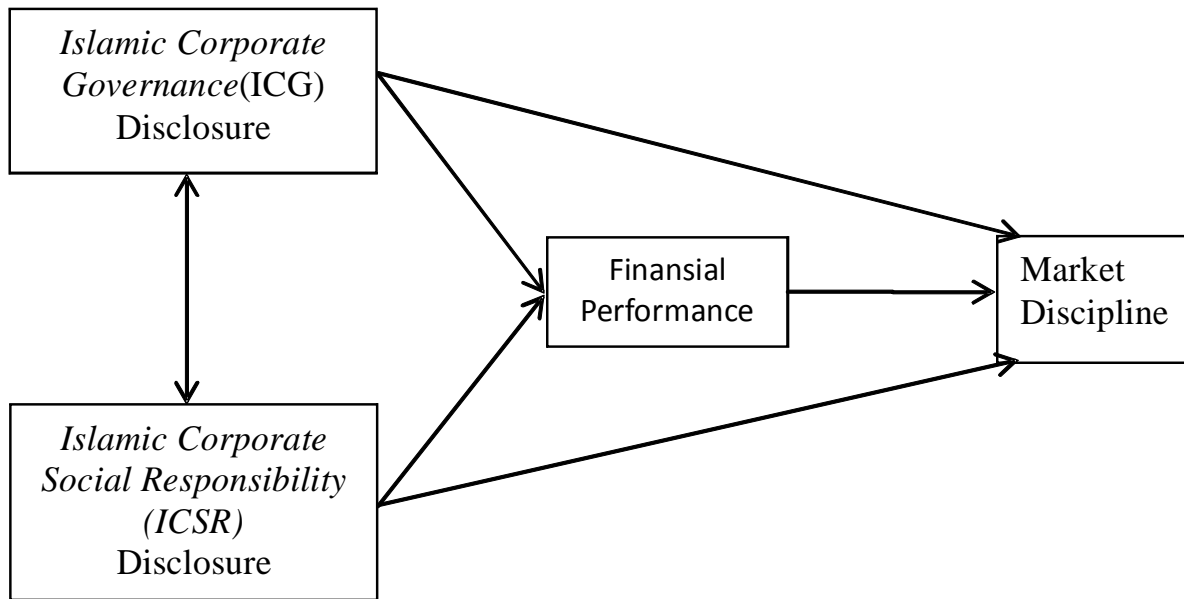 Islamic Corporate
Governance(ICG)
Disclosure
Finansial
Performance
Market
Discipline
Islamic Corporate
Social Responsibility
(ICSR)
Disclosure